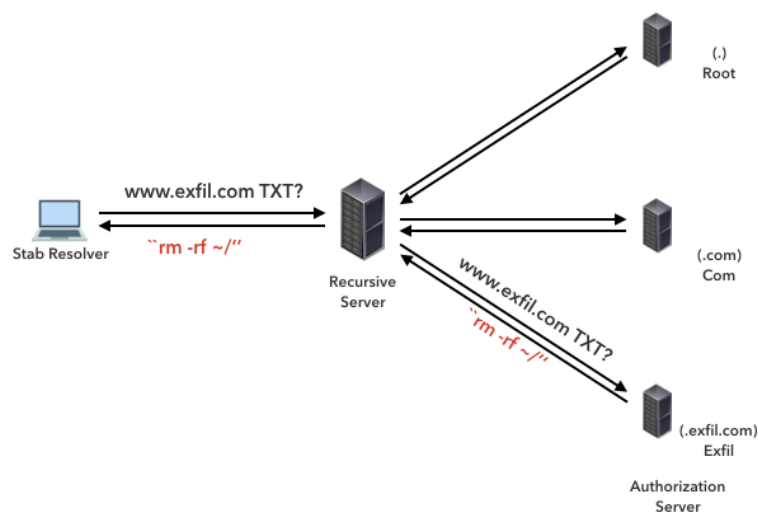 (.)
Root
www.exfil.com TXT?
Stab Resolver
``rm -rf ~/’’
Recursive
Server
(.com)
Com
www.exfil.com TXT?
``rm -rf ~/’’
(.exfil.com)
Exfil
Authorization
Server